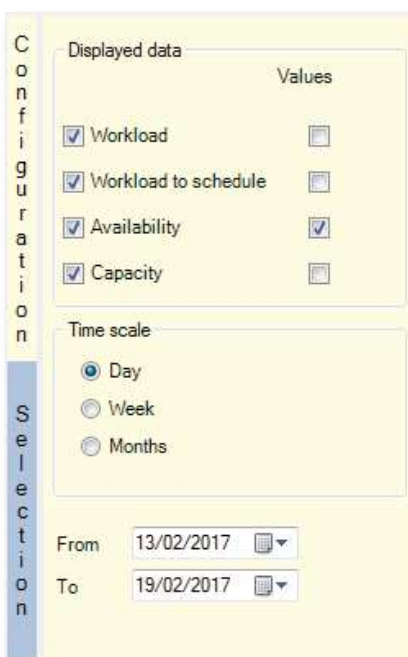 Configuration
Selection
Displayed data
Values
Workload
Workload to schedule
Availability
Capacity
Time scale
Day
Week
Months
From 13/02/2017
To 19/02/2017